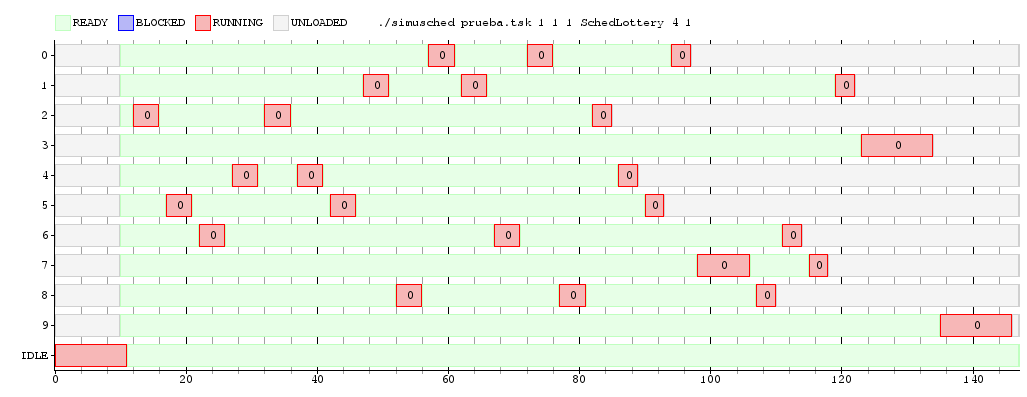 READY BLOCKED RUNNING UNLOADED ./simusched prueba.tsk 1 1 1 SchedLottery 4 1
0 0 0 0
1 0 0 0
2 0 0 0
3 0
4 0 0 0
5 0 0 0
6 0 0 0
7 0 0
8 0 0 0
9 0
IDLE
0 20 40 60 80 100 120 140